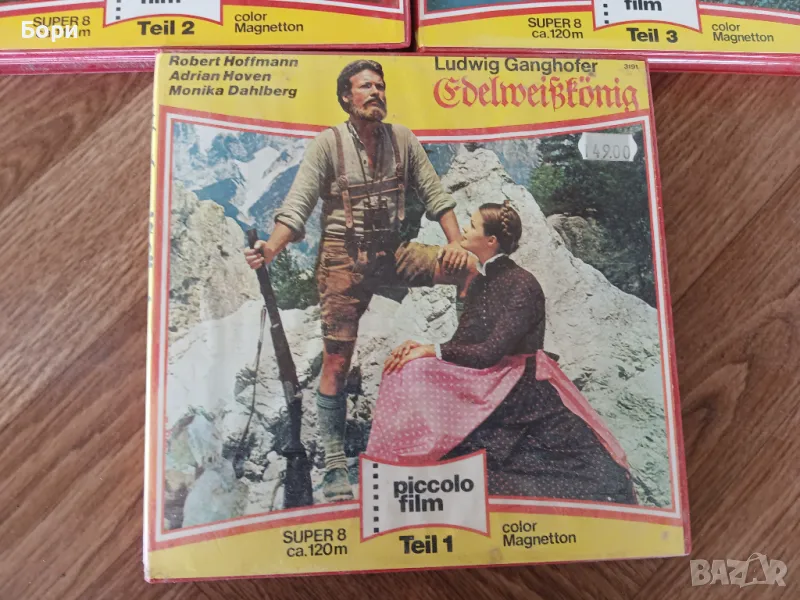 film
SUPER 8
Teil 2
color
Magnetton
Бори
film
SUPER 8
ca.120m
Teil 3
color
Magnetton
Robert Hoffmann
Adrian Hoven
Monika Dahlberg
Ludwig Ganghofer
3191
Edelweißkönig
49.00
piccolo
film
SUPER 8
ca.120m
Teil 1
color
Magnetton
BAZAR